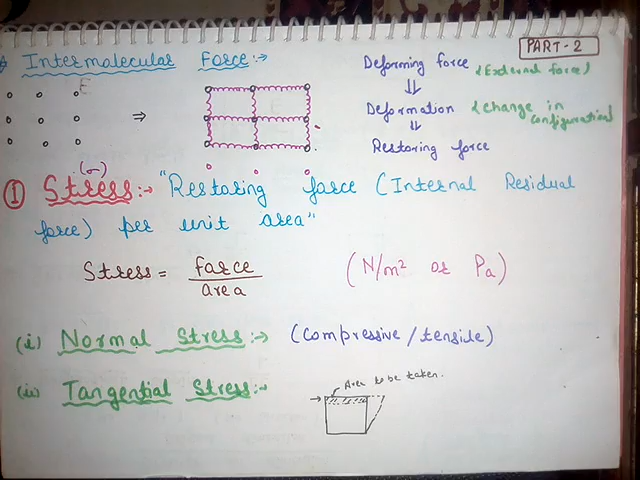 PART-2
Intermolecular Force:→
Deforming force (External force)
⇒
⇓
Deformation (change in configuration)
⇓
Restoring force
(σ)
① Stress:→ "Restoring force (Internal Residual
force) per unit area"
Stress = force / area (N/m² or Pa)
(i) Normal Stress:→ (compressive/tensile)
(ii) Tangential Stress:→
Area to be taken.